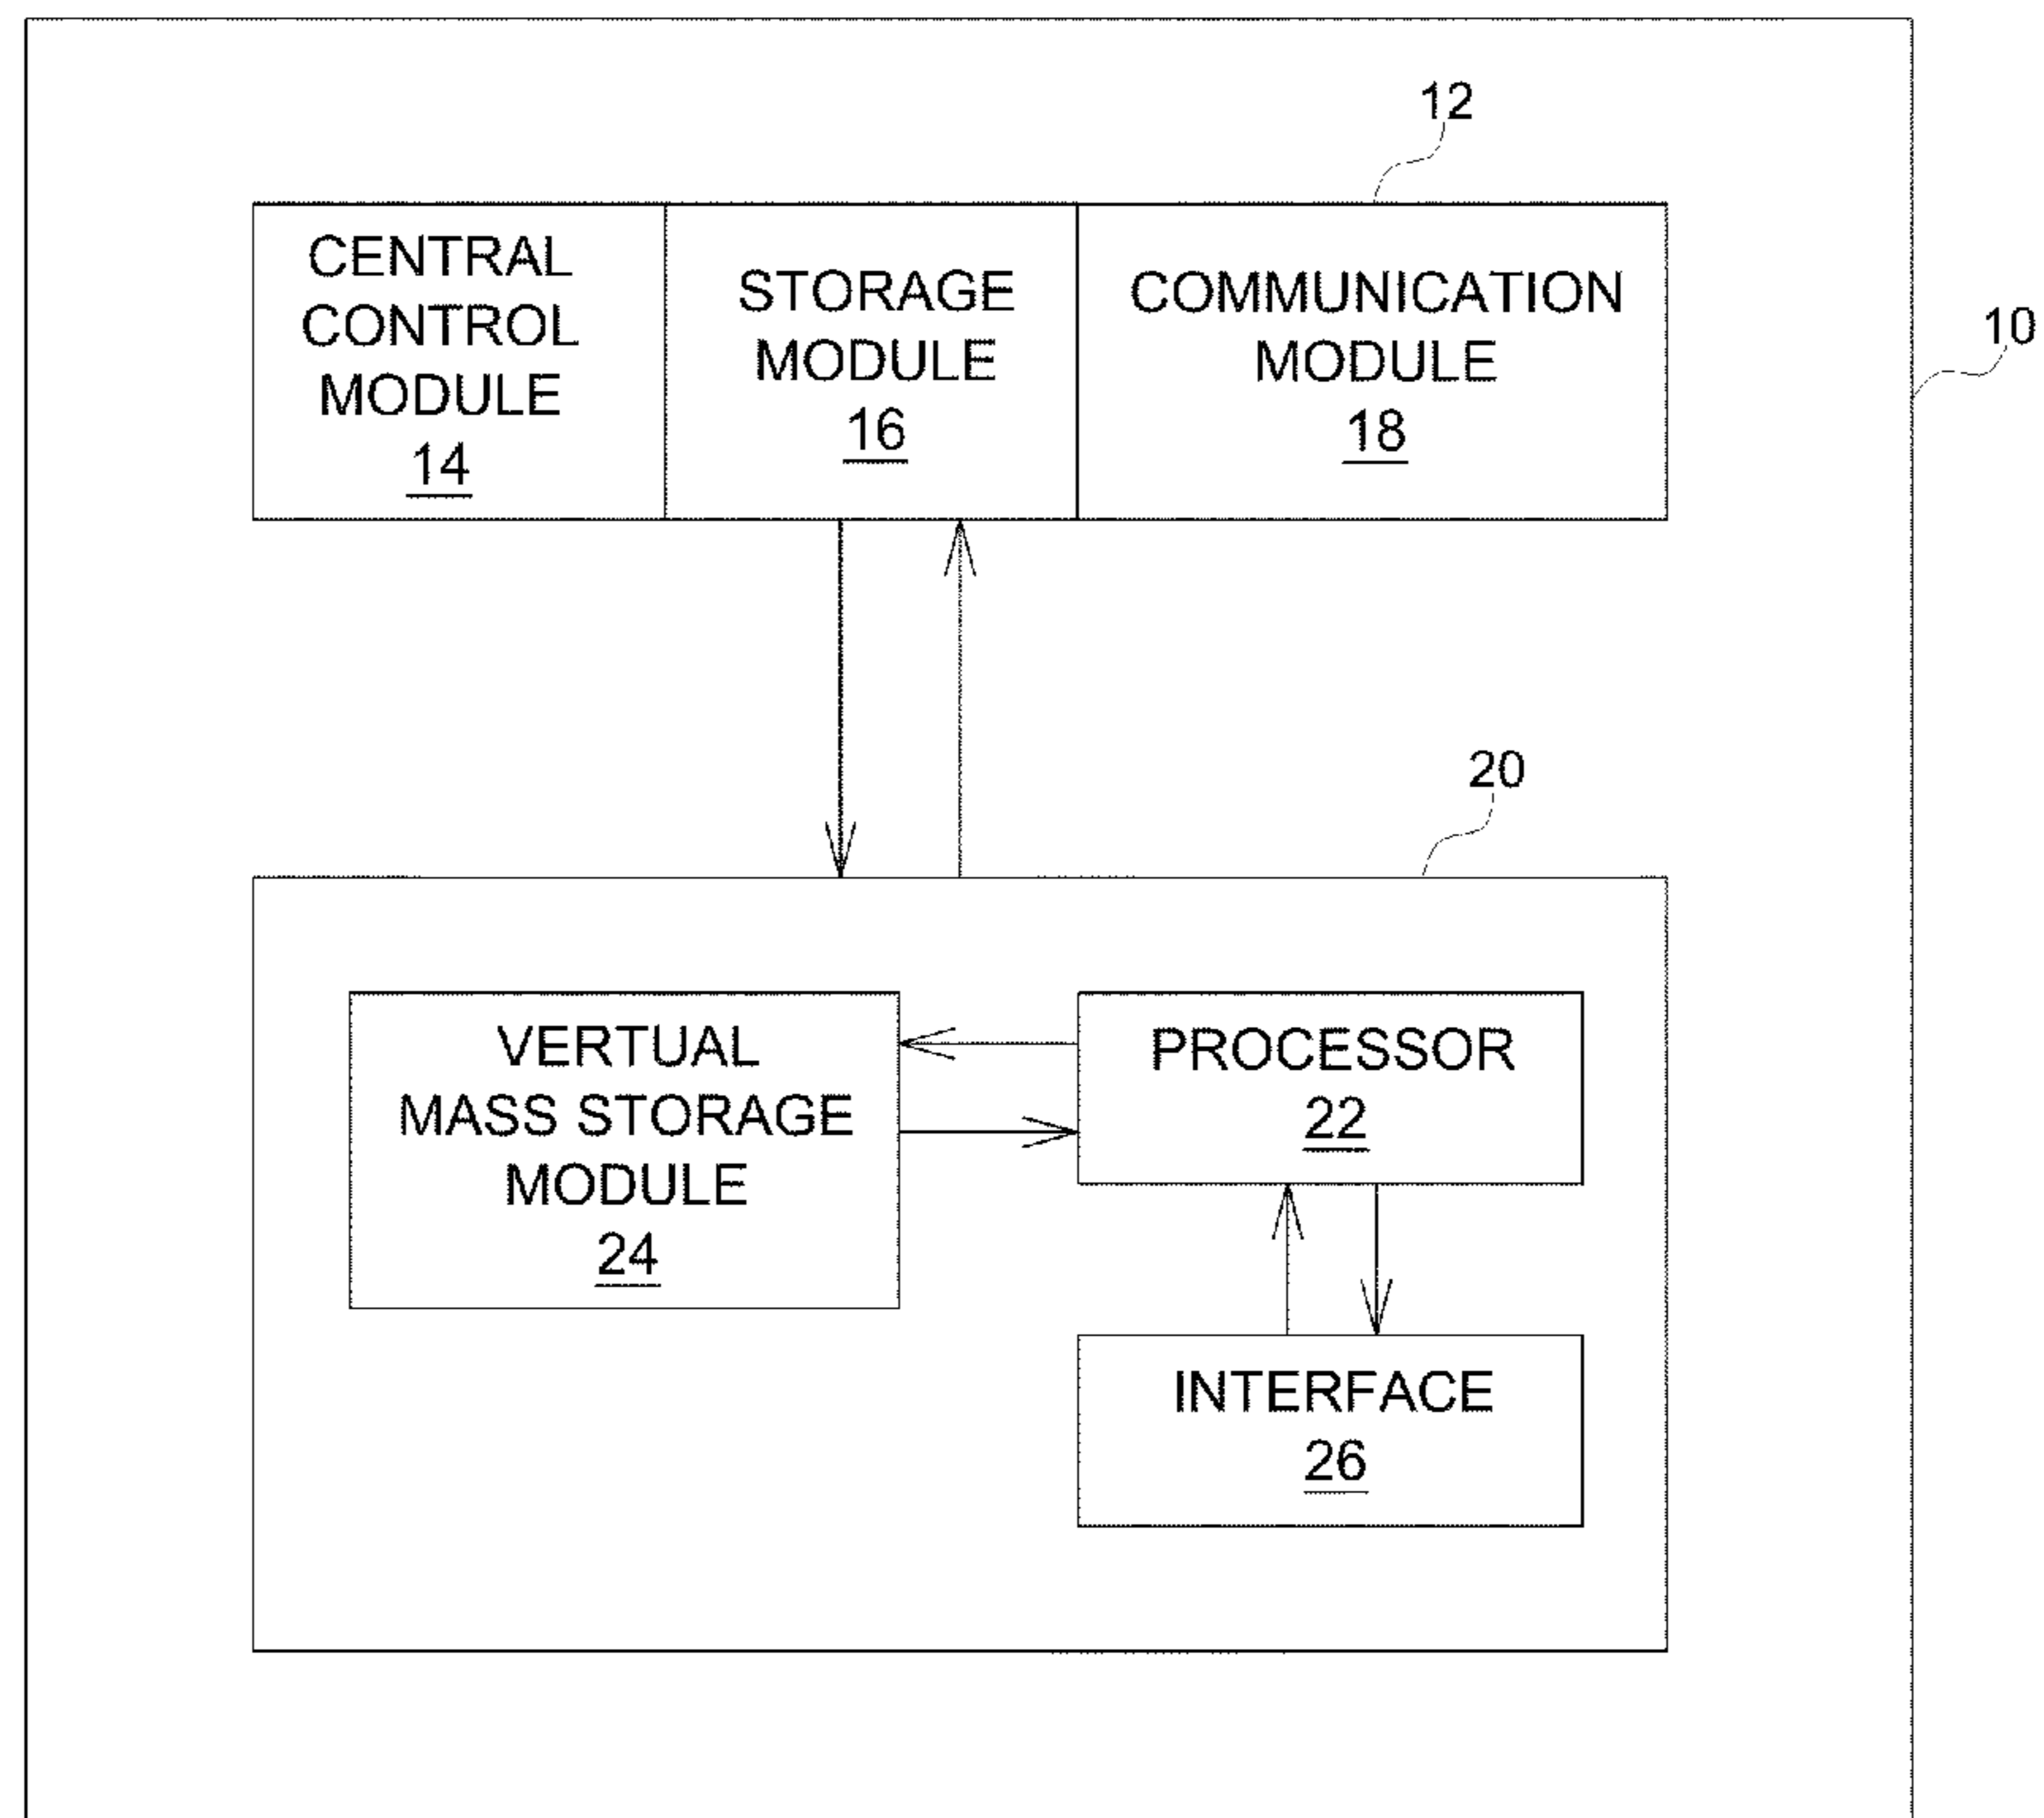 12
CENTRAL
CONTROL
MODULE
14
STORAGE
MODULE
16
COMMUNICATION
MODULE
18
10
20
VERTUAL
MASS STORAGE
MODULE
24
PROCESSOR
22
INTERFACE
26